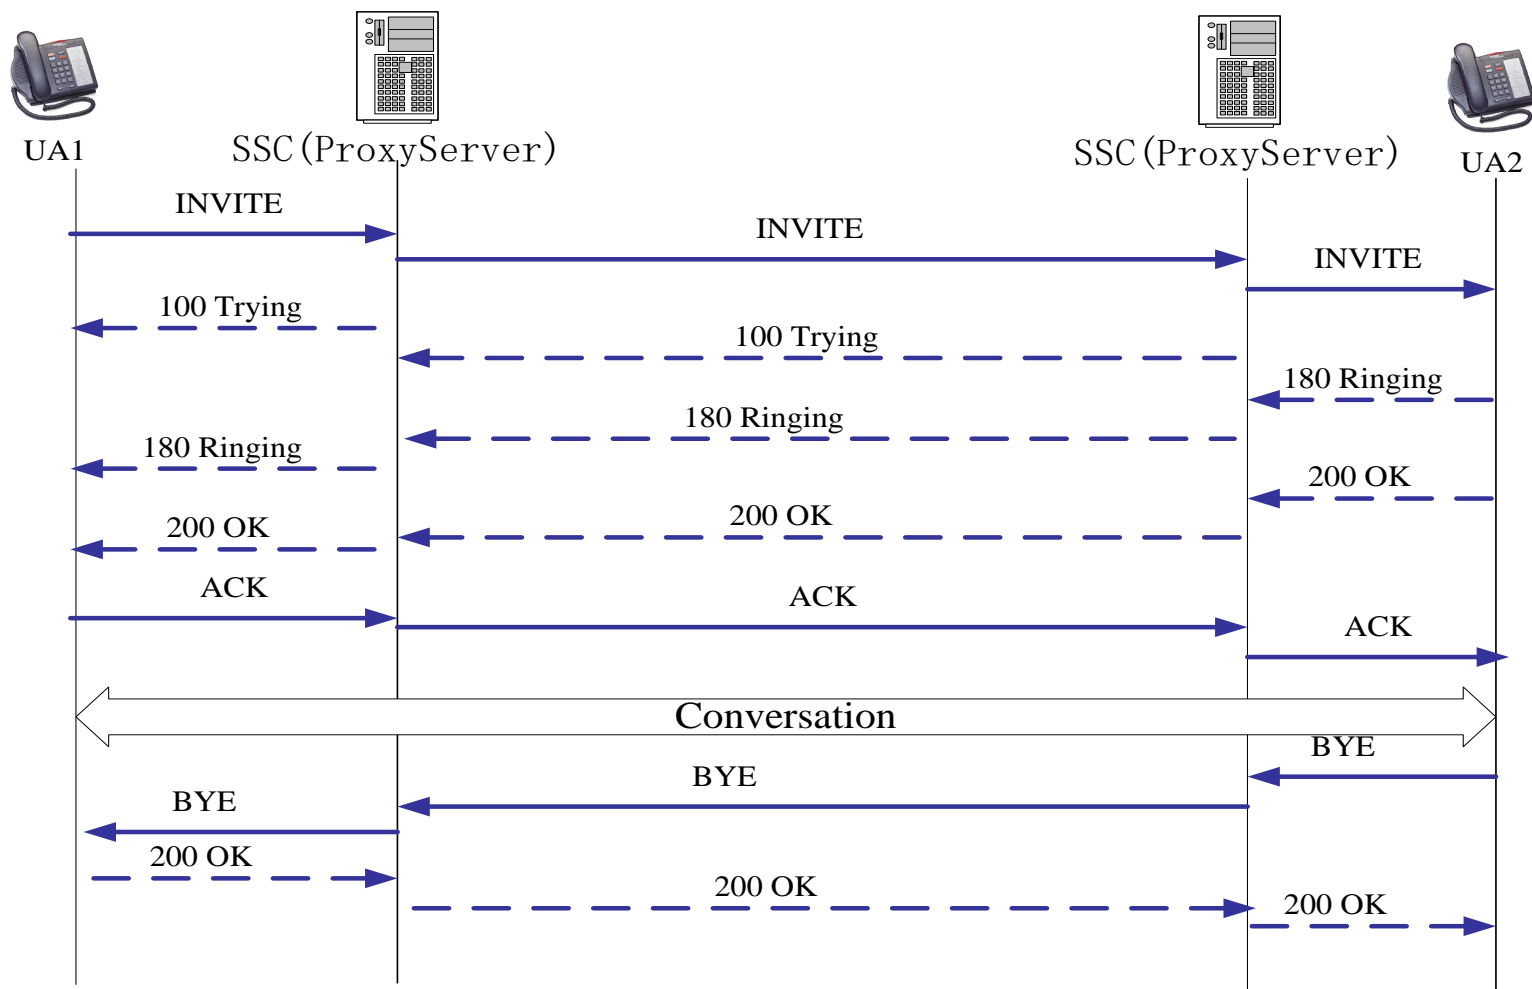 UA1
SSC(ProxyServer)
SSC(ProxyServer)
UA2
INVITE
INVITE
INVITE
100 Trying
100 Trying
180 Ringing
180 Ringing
180 Ringing
200 OK
200 OK
200 OK
ACK
ACK
ACK
Conversation
BYE
BYE
BYE
200 OK
200 OK
200 OK